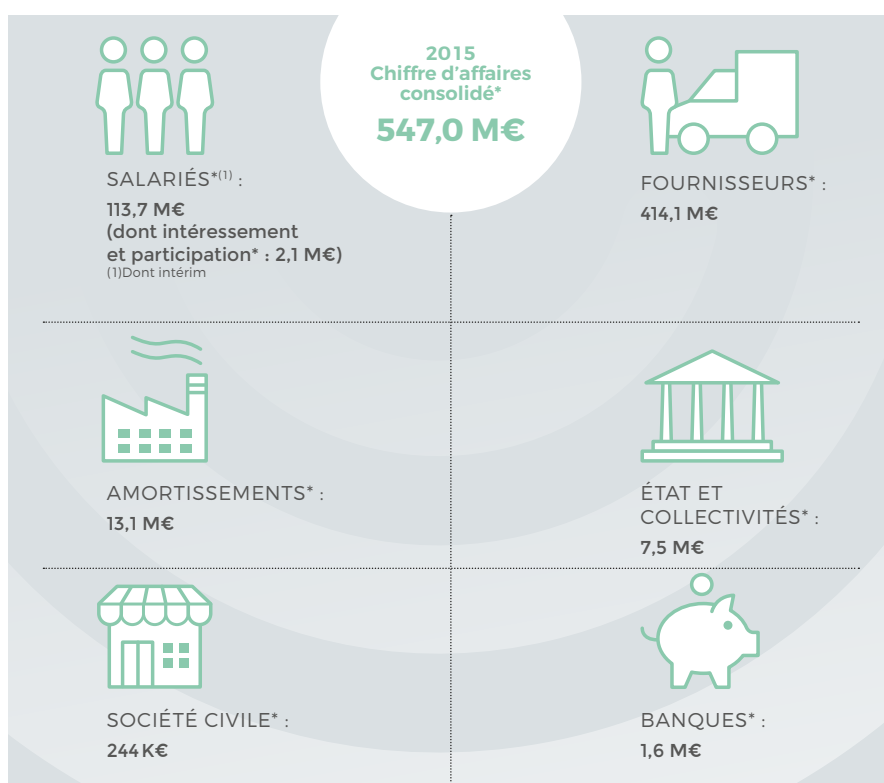 2015
Chiffre d'affaires
consolidé*
547,0 M€
SALARIÉS*(1) :
113,7 M€
(dont intéressement
et participation* : 2,1 M€)
(1)Dont intérim
FOURNISSEURS* :
414,1 M€
AMORTISSEMENTS* :
13,1 M€
ÉTAT ET
COLLECTIVITÉS* :
7,5 M€
SOCIÉTÉ CIVILE* :
244 K€
BANQUES* :
1,6 M€